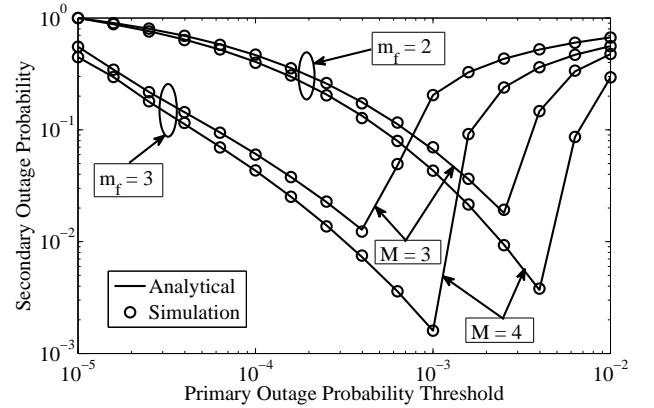 10^0
10^-1
10^-2
10^-3
Secondary Outage Probability
m_f = 2
m_f = 3
M = 3
M = 4
Analytical
Simulation
10^-5
10^-4
10^-3
10^-2
Primary Outage Probability Threshold